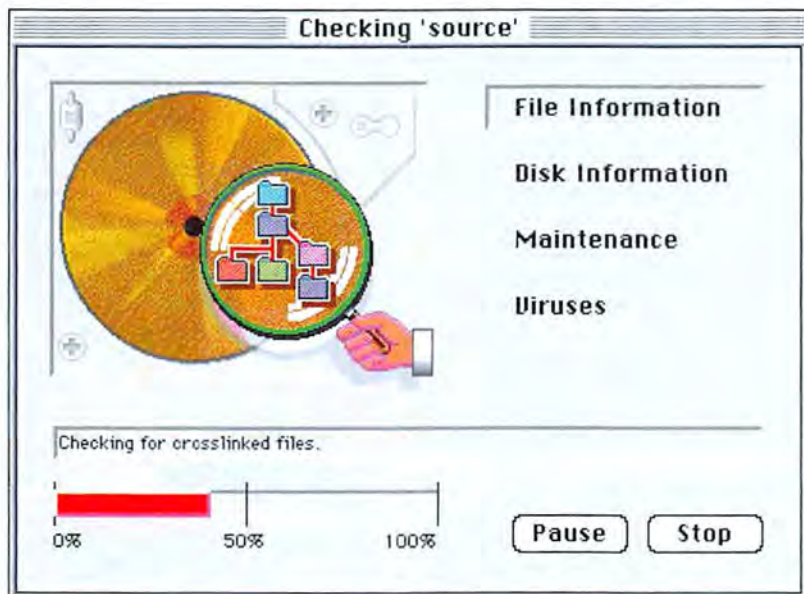 Checking 'source'
File Information
Disk Information
Maintenance
Viruses
Checking for crosslinked files.
0% 50% 100%
Pause Stop